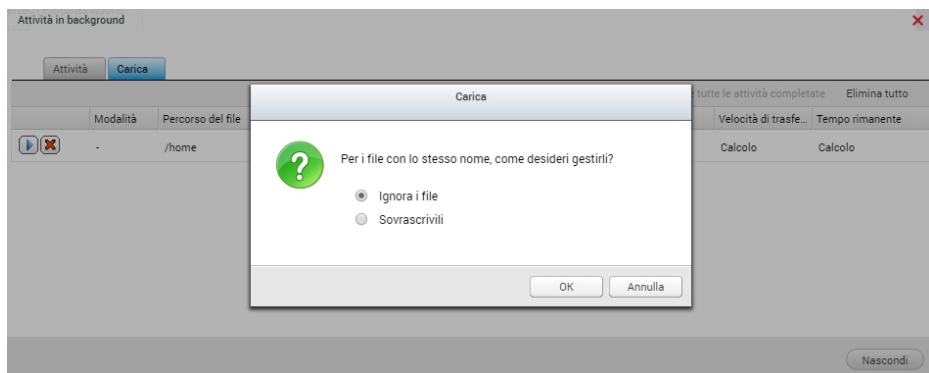 Attività in background
Attività Carica
Carica
tutte le attività completate Elimina tutto
Modalità Percorso del file Velocità di trasfe... Tempo rimanente
- /home Calcolo Calcolo
Per i file con lo stesso nome, come desideri gestirli?
Ignora i file
Sovrascrivili
OK Annulla
Nascondi